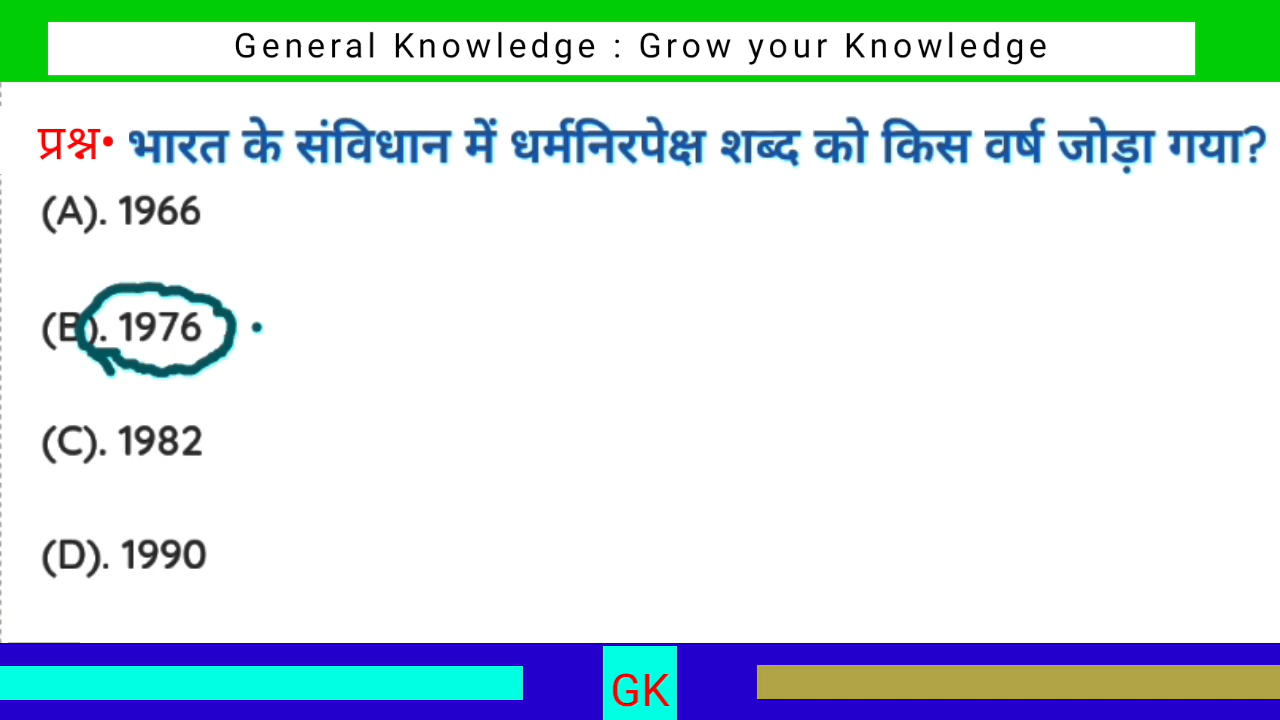 General Knowledge : Grow your Knowledge
प्रश्न• भारत के संविधान में धर्मनिरपेक्ष शब्द को किस वर्ष जोड़ा गया?
(A). 1966
(B). 1976
(C). 1982
(D). 1990
GK